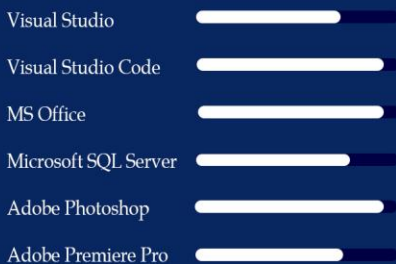 Visual Studio
Visual Studio Code
MS Office
Microsoft SQL Server
Adobe Photoshop
Adobe Premiere Pro